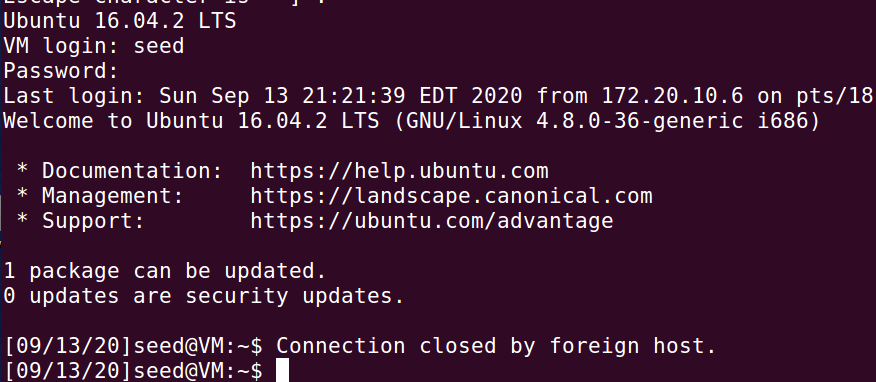 Escape character is '^]'.
Ubuntu 16.04.2 LTS
VM login: seed
Password:
Last login: Sun Sep 13 21:21:39 EDT 2020 from 172.20.10.6 on pts/18
Welcome to Ubuntu 16.04.2 LTS (GNU/Linux 4.8.0-36-generic i686)
* Documentation:  https://help.ubuntu.com
* Management:     https://landscape.canonical.com
* Support:        https://ubuntu.com/advantage
1 package can be updated.
0 updates are security updates.
[09/13/20]seed@VM:~$ Connection closed by foreign host.
[09/13/20]seed@VM:~$